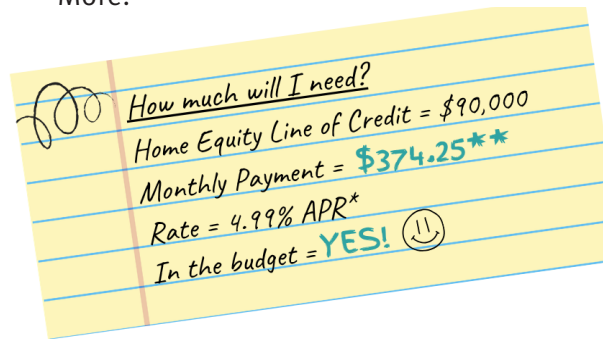 More.
How much will I need?
Home Equity Line of Credit = $90,000
Monthly Payment = $374.25**
Rate = 4.99% APR*
In the budget = YES!